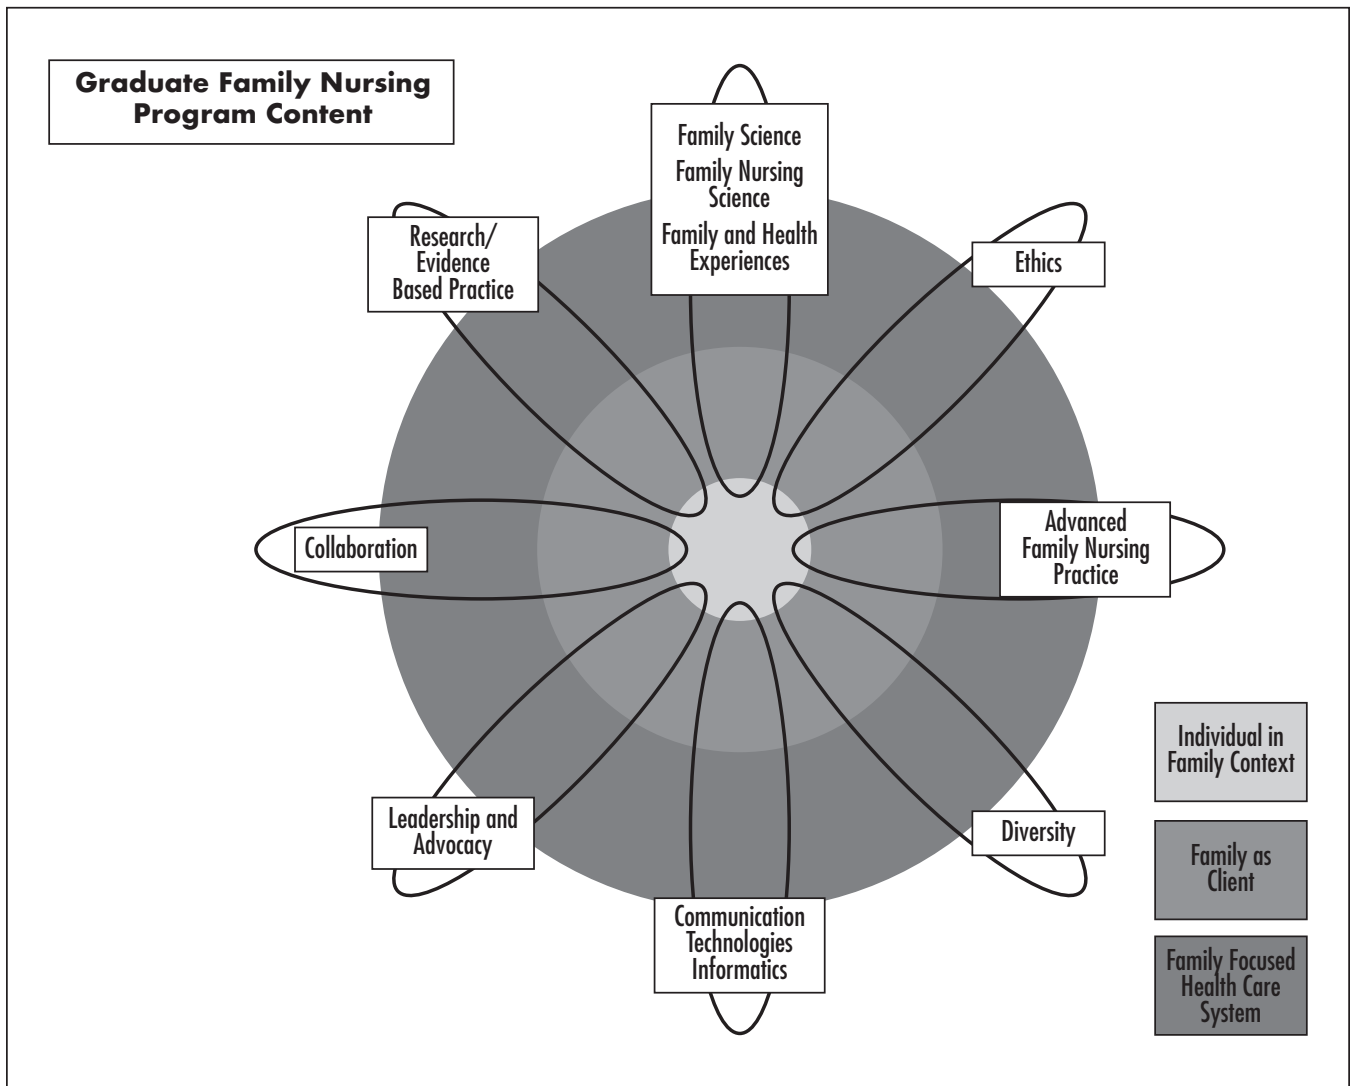 Graduate Family Nursing
Program Content
Family Science
Family Nursing
Science
Family and Health
Experiences
Research/
Evidence
Based Practice
Ethics
Collaboration
Advanced
Family Nursing
Practice
Leadership and
Advocacy
Diversity
Communication
Technologies
Informatics
Individual in
Family Context
Family as
Client
Family Focused
Health Care
System